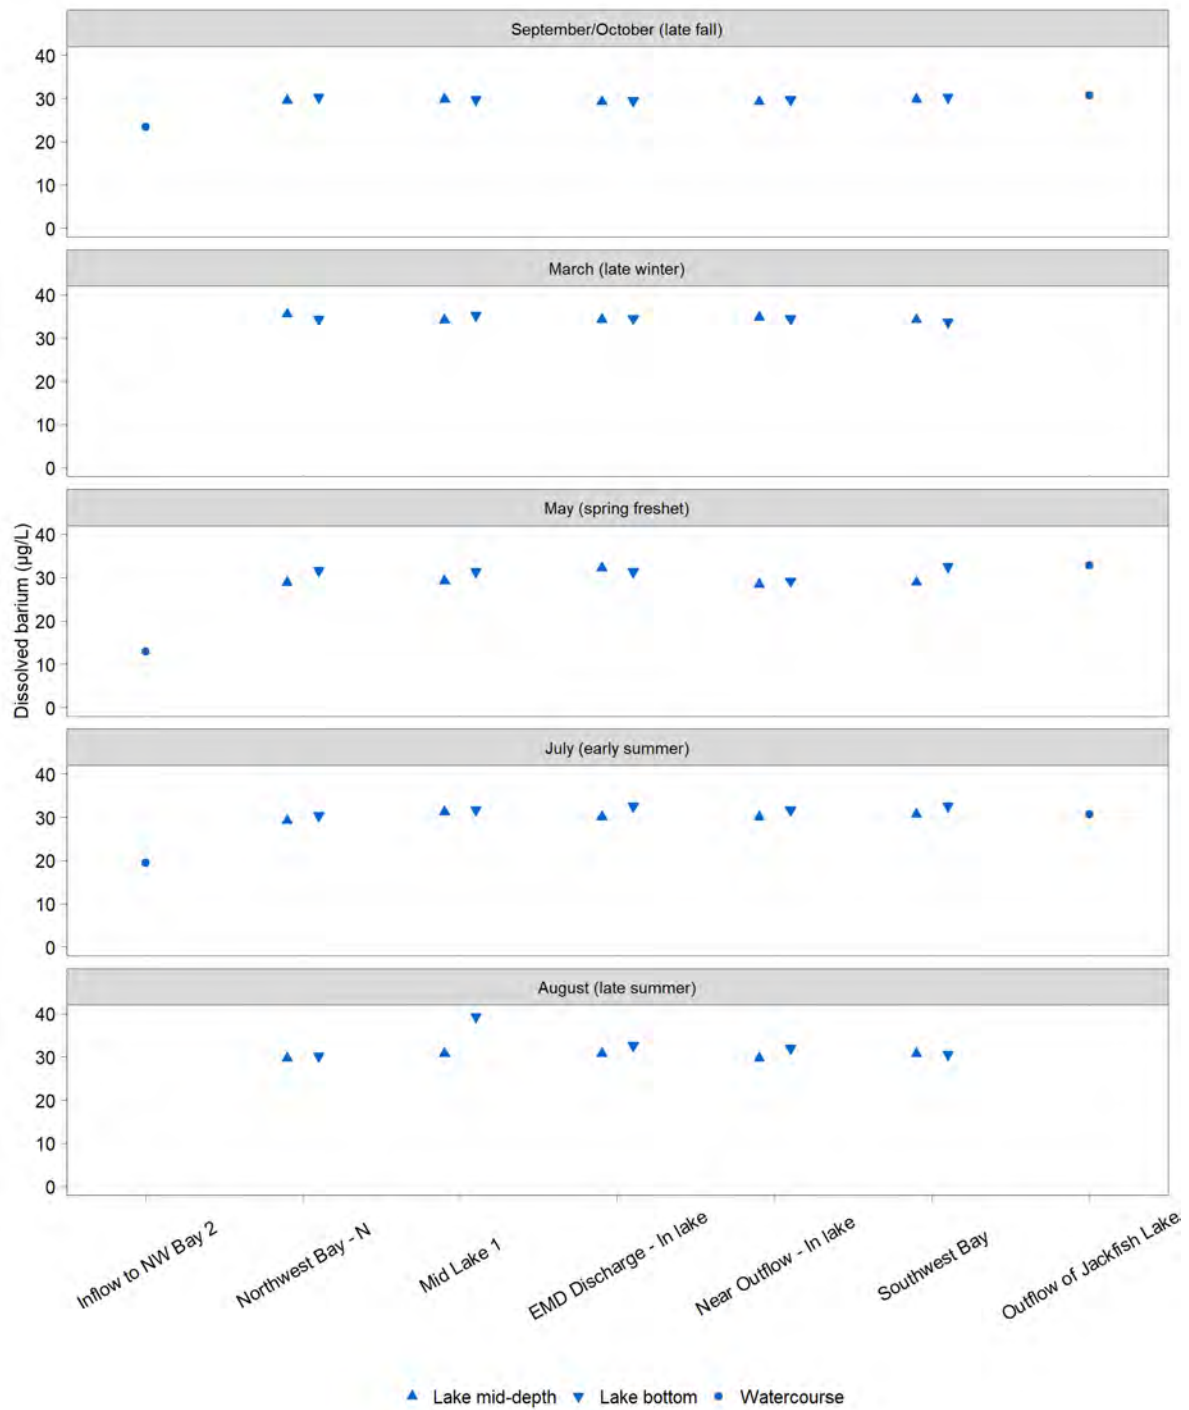 September/October (late fall)
40
30
20
10
0
March (late winter)
40
30
20
10
0
May (spring freshet)
40
30
20
10
0
Dissolved barium (µg/L)
July (early summer)
40
30
20
10
0
August (late summer)
40
30
20
10
0
Inflow to NW Bay 2
Northwest Bay - N
Mid Lake 1
EMD Discharge - In lake
Near Outflow - In lake
Southwest Bay
Outflow of Jackfish Lake
Lake mid-depth Lake bottom Watercourse